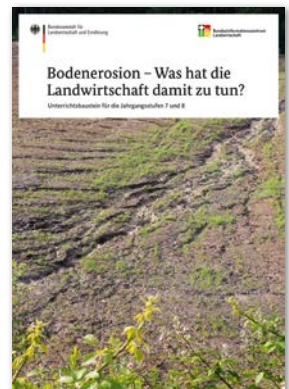 Bundesanstalt für
Landwirtschaft und Ernährung
Bundesinformationszentrum
Landwirtschaft
Bodenerosion – Was hat die
Landwirtschaft damit zu tun?
Unterrichtsbaustein für die Jahrgangsstufen 7 und 8